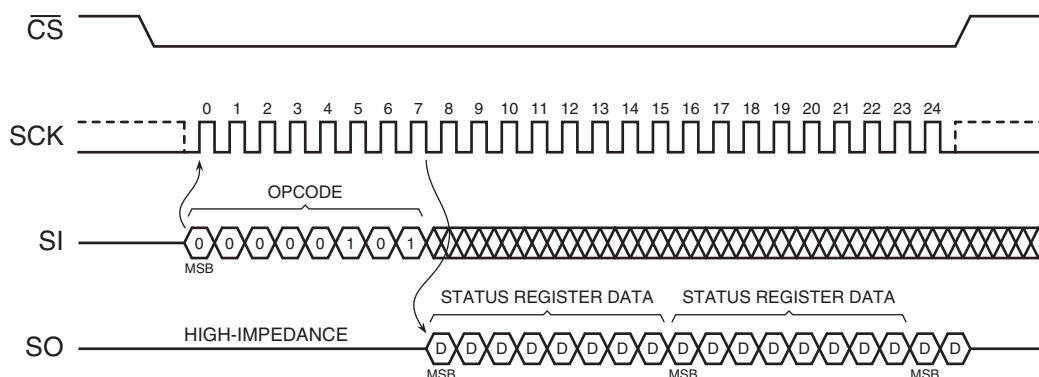 CS
SCK
0 1 2 3 4 5 6 7 8 9 10 11 12 13 14 15 16 17 18 19 20 21 22 23 24
OPCODE
SI
0 0 0 0 0 1 0 1
MSB
STATUS REGISTER DATA STATUS REGISTER DATA
HIGH-IMPEDANCE
SO
D D D D D D D D D D D D D D D D D D
MSB MSB MSB